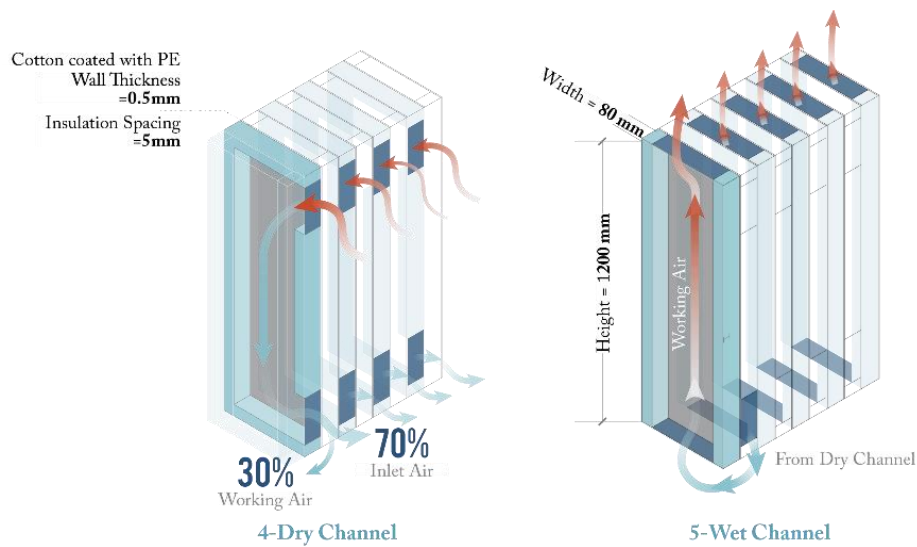 Cotton coated with PE
Wall Thickness
=0.5mm
Insulation Spacing
=5mm
30%
Working Air
70%
Inlet Air
4-Dry Channel
Width = 80 mm
Height = 1200 mm
Working Air
From Dry Channel
5-Wet Channel